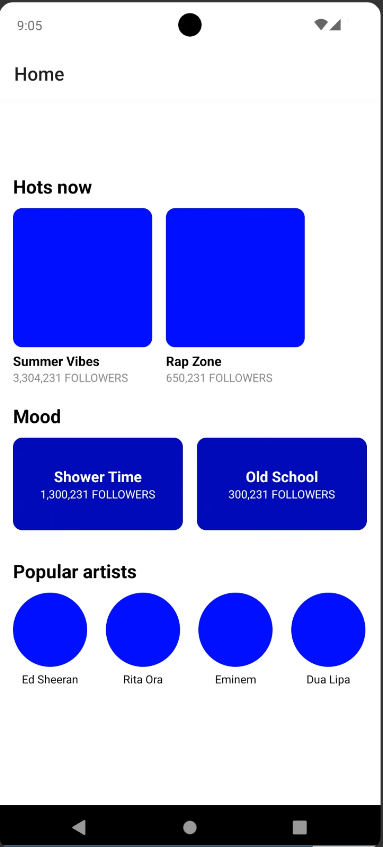 9:05
Home
Hots now
Summer Vibes
3,304,231 FOLLOWERS
Rap Zone
650,231 FOLLOWERS
Mood
Shower Time
1,300,231 FOLLOWERS
Old School
300,231 FOLLOWERS
Popular artists
Ed Sheeran
Rita Ora
Eminem
Dua Lipa